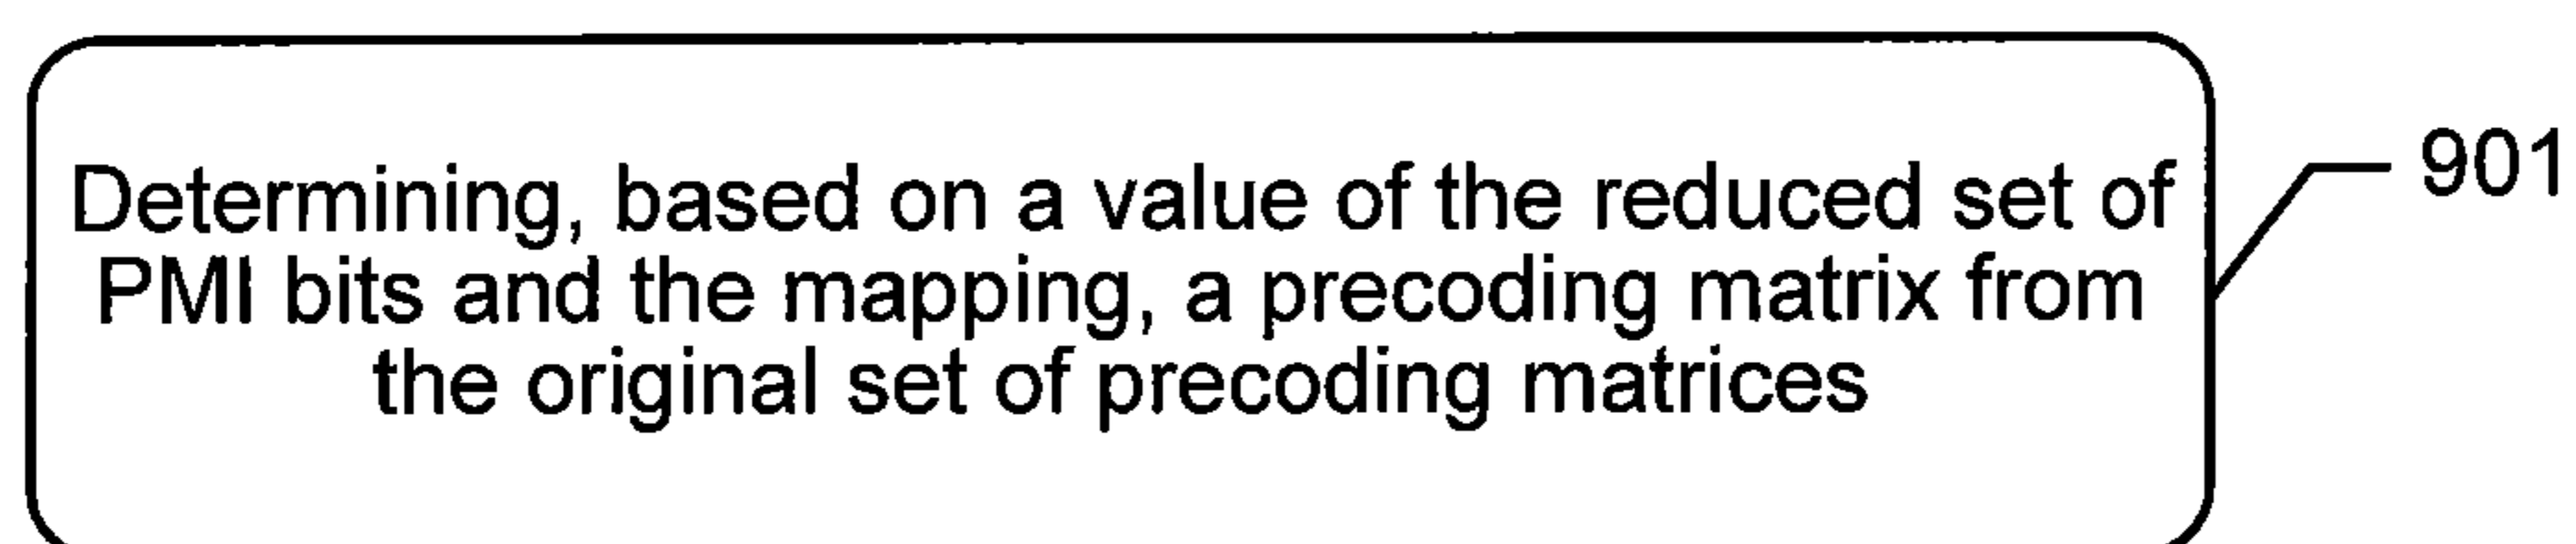 Determining, based on a value of the reduced set of
PMI bits and the mapping, a precoding matrix from
the original set of precoding matrices
901